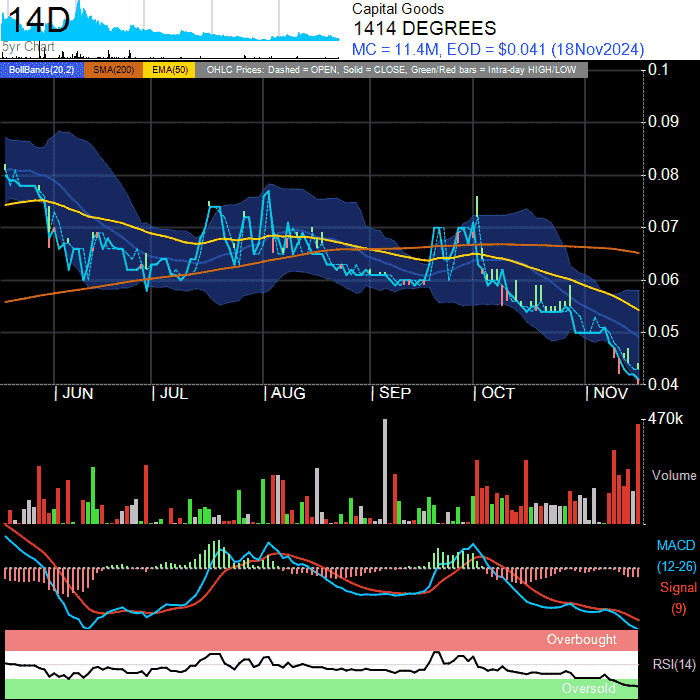 14D
5yr Chart
Capital Goods
1414 DEGREES
MC = 11.4M, EOD = $0.041 (18Nov2024)
BollBands(20,2) SMA(200) EMA(50) OHLC Prices: Dashed = OPEN, Solid = CLOSE, Green/Red bars = Intra-day HIGH/LOW
0.1
0.09
0.08
0.07
0.06
0.05
0.04
JUN JUL AUG SEP OCT NOV
470k
Volume
MACD
(12-26)
Signal
(9)
Overbought
RSI(14)
Oversold